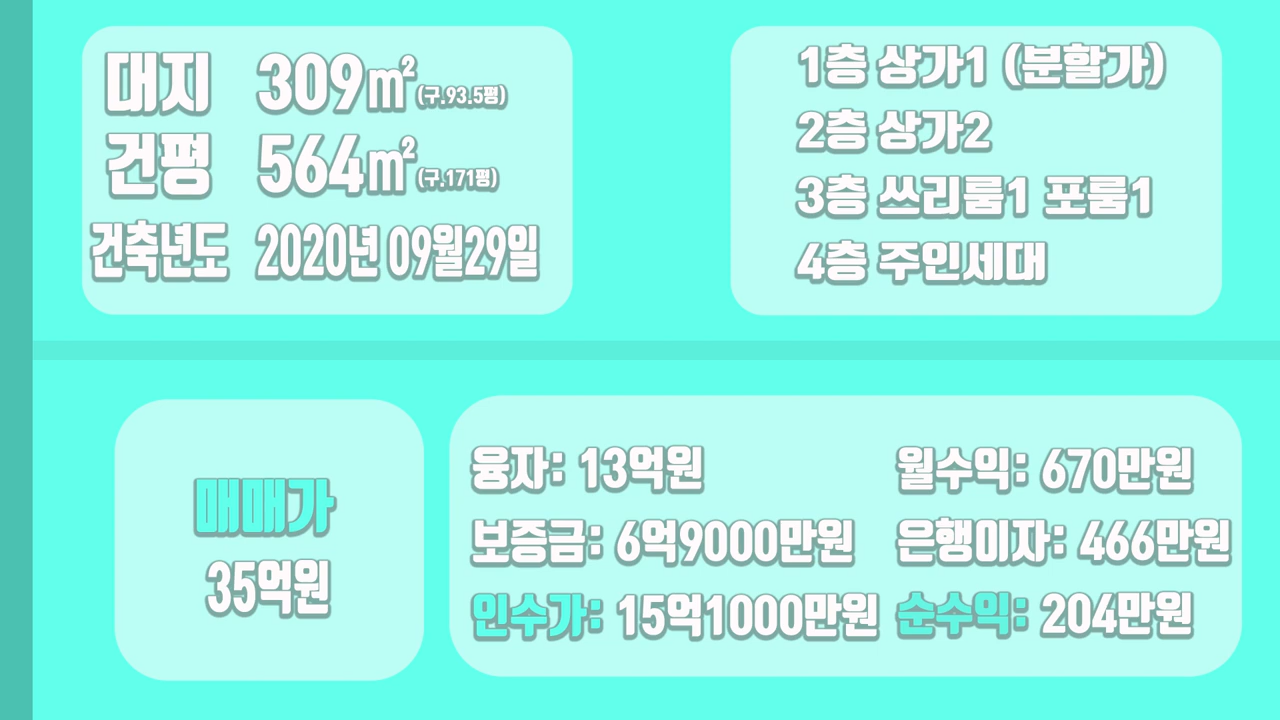 대지 309㎡(구.93.5평)
건평 564㎡(구.171평)
건축년도 2020년 09월29일
1층 상가1 (분할가)
2층 상가2
3층 쓰리룸1 포룸1
4층 주인세대
매매가
35억원
융자: 13억원
보증금: 6억9000만원
인수가: 15억1000만원
월수익: 670만원
은행이자: 466만원
순수익: 204만원